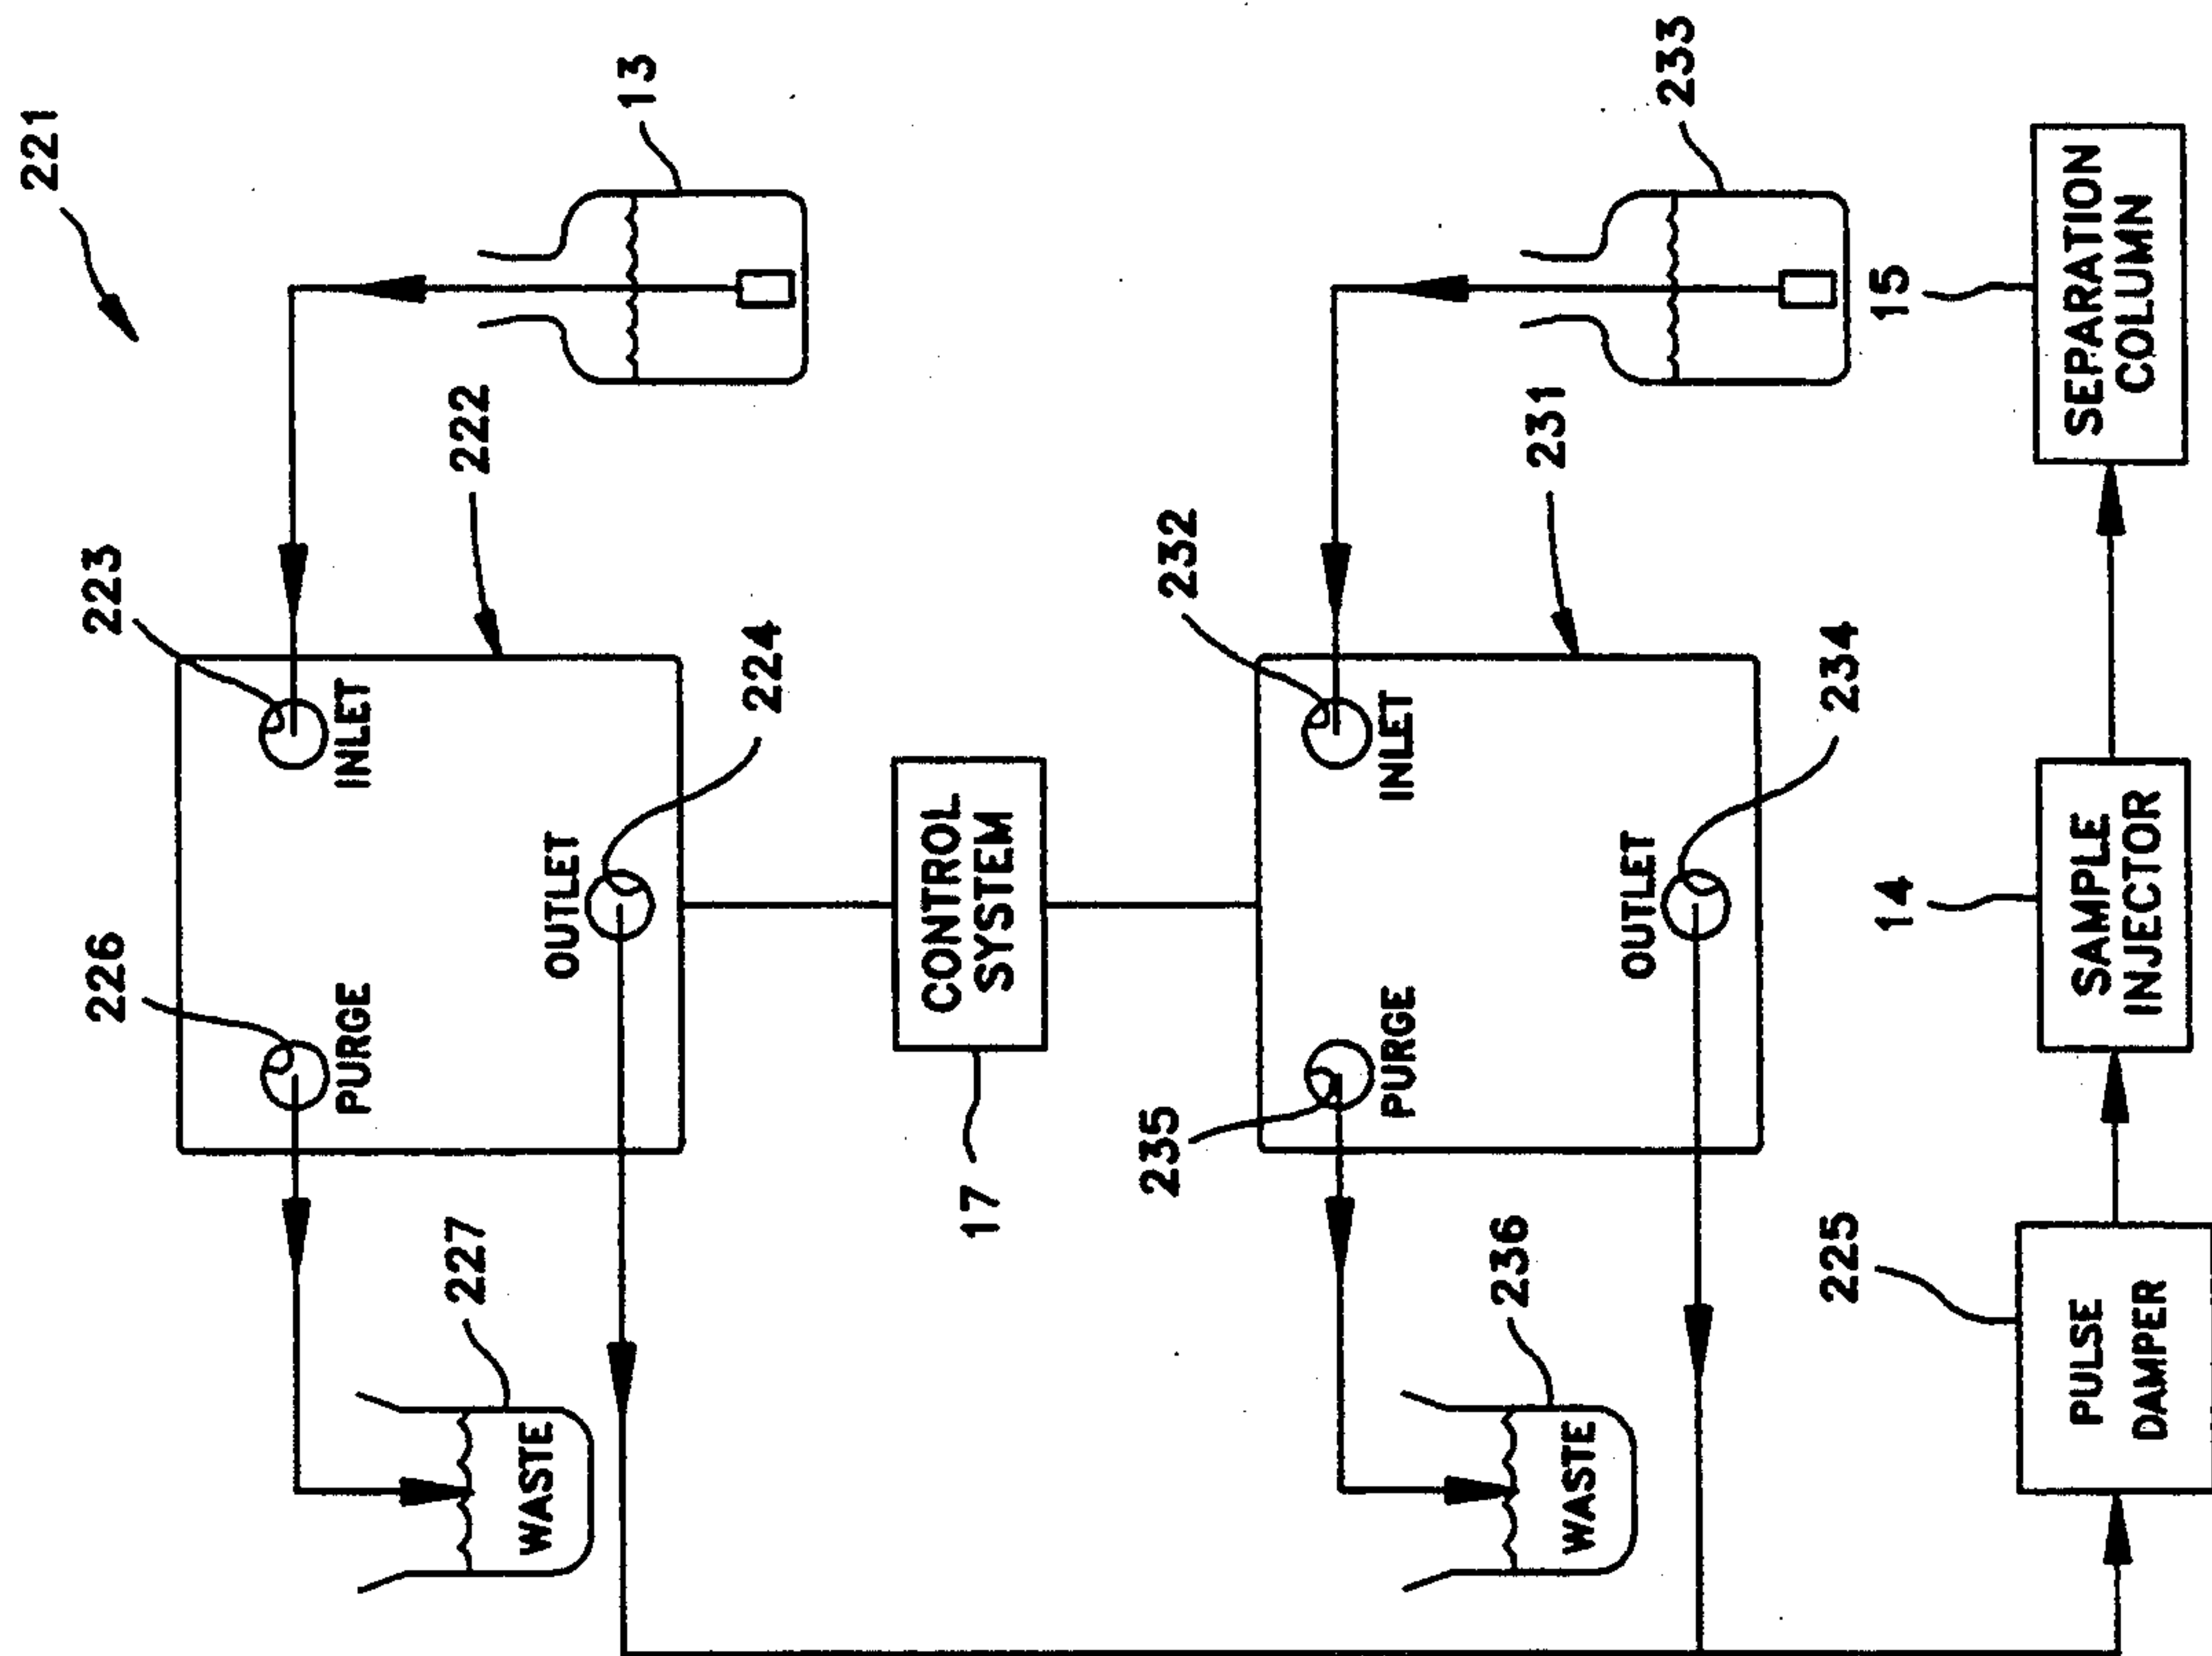 221
13
222
223
INLET
224
OUTLET
226
PURGE
227
WASTE
CONTROL
SYSTEM
17
233
231
232
INLET
234
OUTLET
235
PURGE
236
WASTE
225
PULSE
DAMPER
14
SAMPLE
INJECTOR
15
SEPARATION
COLUMN